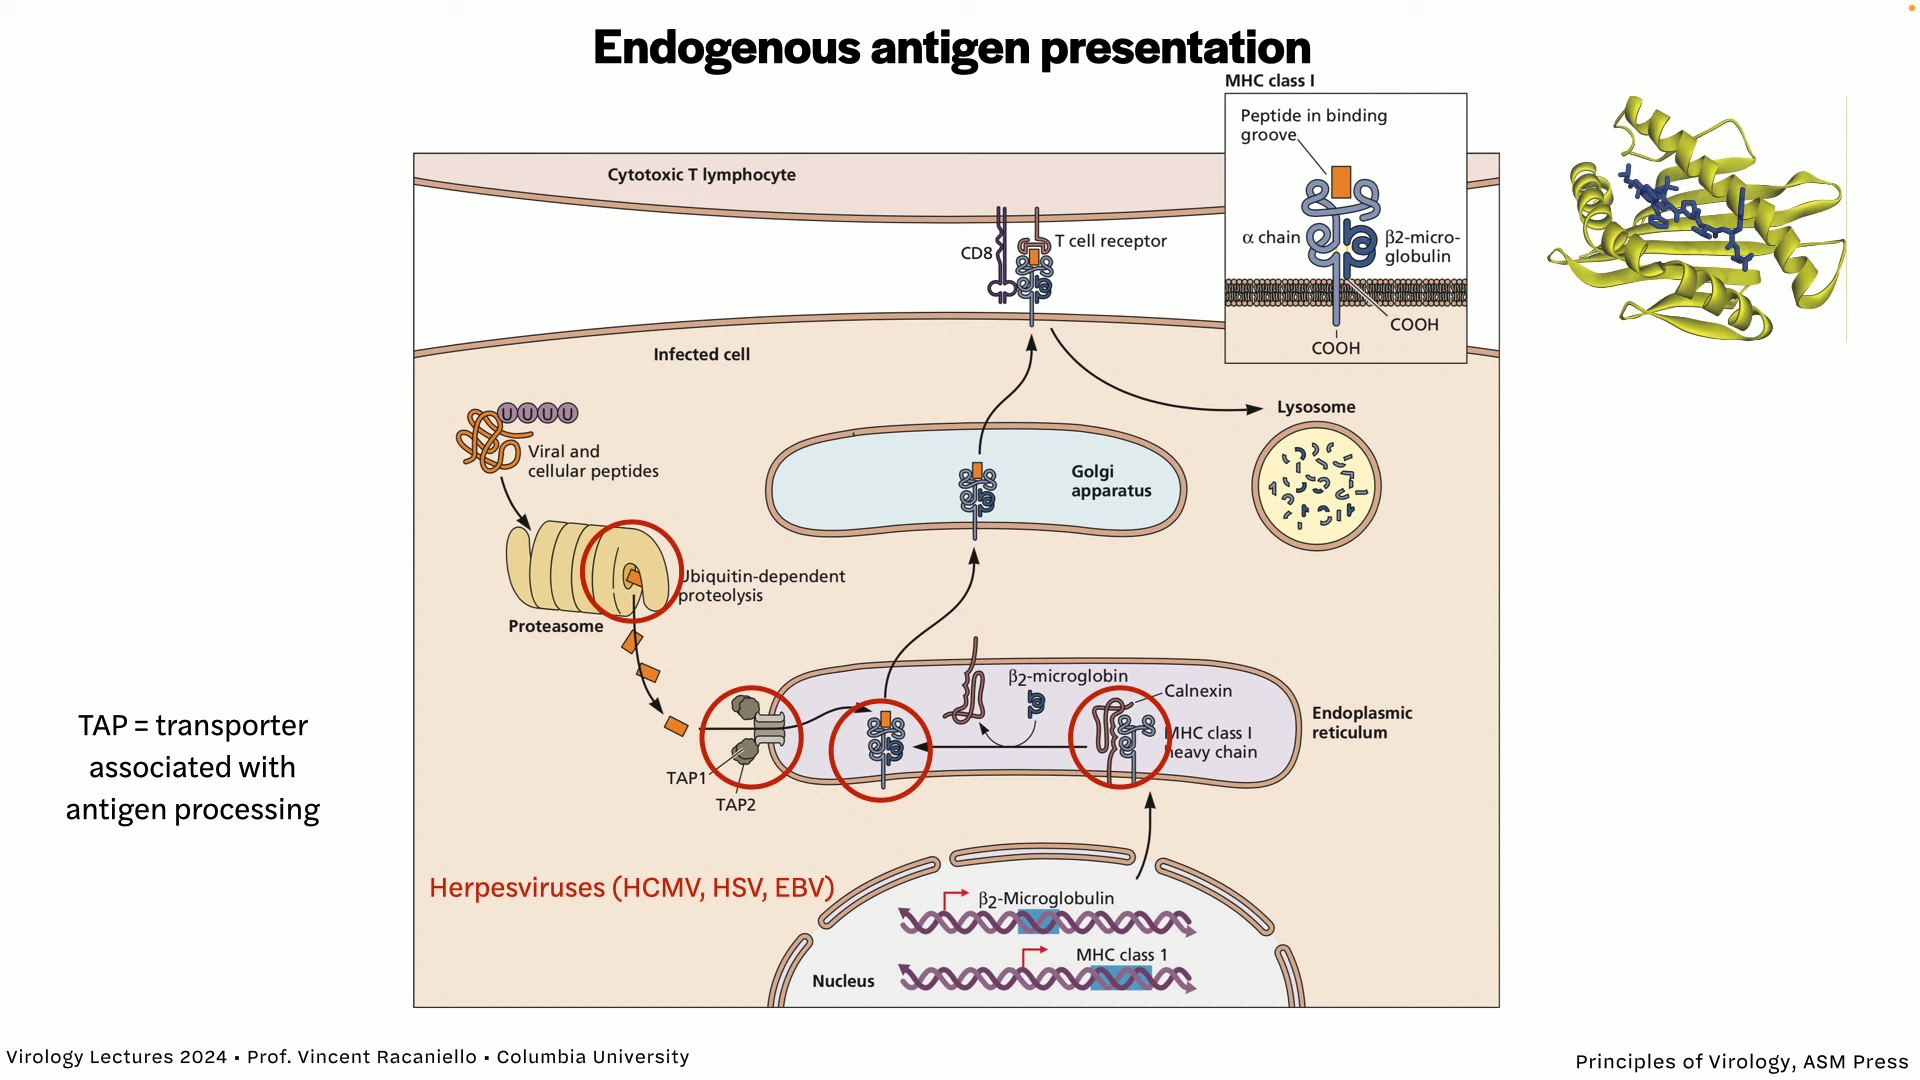 Endogenous antigen presentation
MHC class I
Peptide in binding
groove
α chain
β2-micro-
globulin
COOH
COOH
Cytotoxic T lymphocyte
CD8
T cell receptor
Infected cell
Lysosome
UUUU
Viral and
cellular peptides
Golgi
apparatus
Ubiquitin-dependent
proteolysis
Proteasome
β2-microglobin
Calnexin
MHC class I
heavy chain
Endoplasmic
reticulum
TAP1
TAP2
TAP = transporter
associated with
antigen processing
Herpesviruses (HCMV, HSV, EBV)
β2-Microglobulin
MHC class 1
Nucleus
Virology Lectures 2024 • Prof. Vincent Racaniello • Columbia University
Principles of Virology, ASM Press